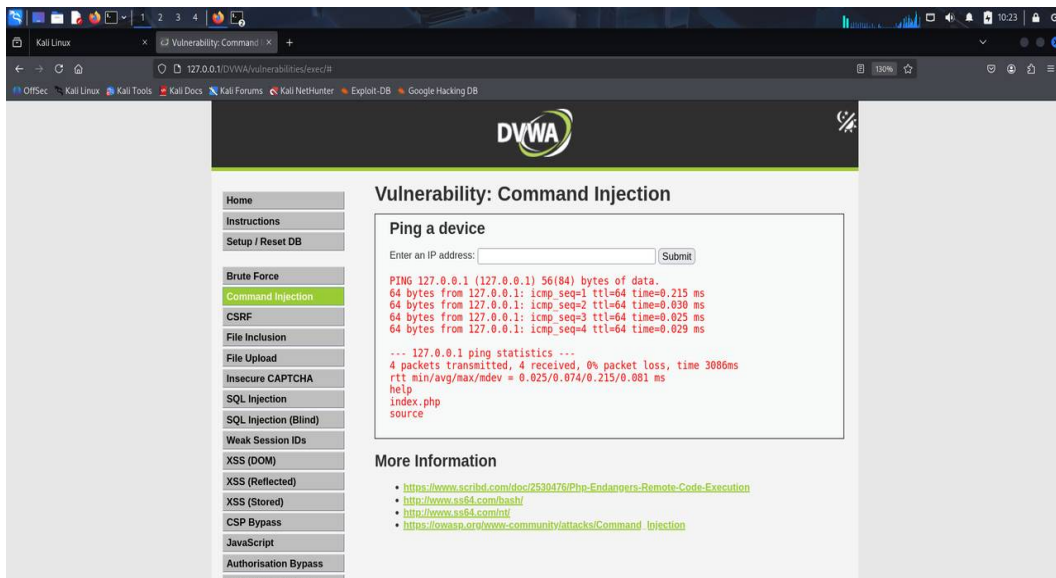 1 2 3 4
10:23
Kali Linux
Vulnerability: Command
127.0.0.1/DVWA/vulnerabilities/exec/#
130%
OffSec
Kali Linux
Kali Tools
Kali Docs
Kali Forums
Kali NetHunter
Exploit-DB
Google Hacking DB
DVWA
Home
Instructions
Setup / Reset DB
Brute Force
Command Injection
CSRF
File Inclusion
File Upload
Insecure CAPTCHA
SQL Injection
SQL Injection (Blind)
Weak Session IDs
XSS (DOM)
XSS (Reflected)
XSS (Stored)
CSP Bypass
JavaScript
Authorisation Bypass
Vulnerability: Command Injection
Ping a device
Enter an IP address:
Submit
PING 127.0.0.1 (127.0.0.1) 56(84) bytes of data.
64 bytes from 127.0.0.1: icmp_seq=1 ttl=64 time=0.215 ms
64 bytes from 127.0.0.1: icmp_seq=2 ttl=64 time=0.030 ms
64 bytes from 127.0.0.1: icmp_seq=3 ttl=64 time=0.025 ms
64 bytes from 127.0.0.1: icmp_seq=4 ttl=64 time=0.029 ms
--- 127.0.0.1 ping statistics ---
4 packets transmitted, 4 received, 0% packet loss, time 3086ms
rtt min/avg/max/mdev = 0.025/0.074/0.215/0.081 ms
help
index.php
source
More Information
https://www.scribd.com/doc/2530476/Php-Endangers-Remote-Code-Execution
http://www.ss64.com/bash/
http://www.ss64.com/nt/
https://owasp.org/www-community/attacks/Command_Injection